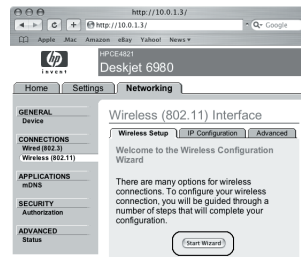 http://10.0.1.3/
http://10.0.1.3/
Google
Apple .Mac Amazon eBay Yahoo! News
hp
invent
HPCE4821
Deskjet 6980
Home Settings Networking
GENERAL
Device
CONNECTIONS
Wired (802.3)
Wireless (802.11)
APPLICATIONS
mDNS
SECURITY
Authorization
ADVANCED
Status
Wireless (802.11) Interface
Wireless Setup IP Configuration Advanced
Welcome to the Wireless Configuration
Wizard
There are many options for wireless
connections. To configure your wireless
connection, you will be guided through a
number of steps that will complete your
configuration.
Start Wizard